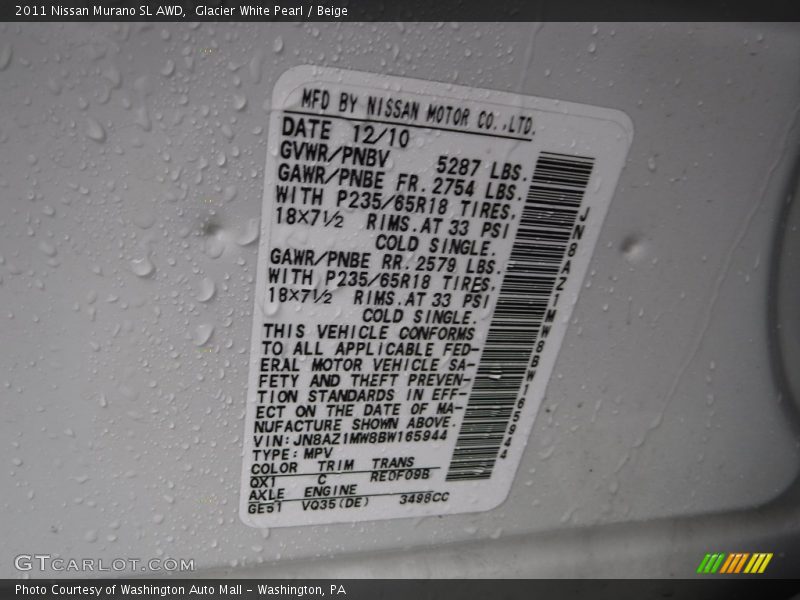 2011 Nissan Murano SL AWD,  Glacier White Pearl / Beige
MFD BY NISSAN MOTOR CO.,LTD.
DATE 12/10
GVWR/PNBV 5287 LBS.
GAWR/PNBE FR. 2754 LBS.
WITH P235/65R18 TIRES,
18×7½ RIMS. AT 33 PSI
COLD SINGLE.
GAWR/PNBE RR. 2579 LBS.
WITH P235/65R18 TIRES,
18×7½ RIMS. AT 33 PSI
COLD SINGLE.
THIS VEHICLE CONFORMS
TO ALL APPLICABLE FED-
ERAL MOTOR VEHICLE SA-
FETY AND THEFT PREVEN-
TION STANDARDS IN EFF-
ECT ON THE DATE OF MA-
NUFACTURE SHOWN ABOVE.
VIN:JN8AZ1MW8BW165944
TYPE: MPV
COLOR TRIM TRANS
QX1 C RE0F09B
AXLE ENGINE
GE51 VQ35(DE) 3498CC
JN8AZ1MW8BW165944
GTCARLOT.COM
Photo Courtesy of Washington Auto Mall - Washington, PA